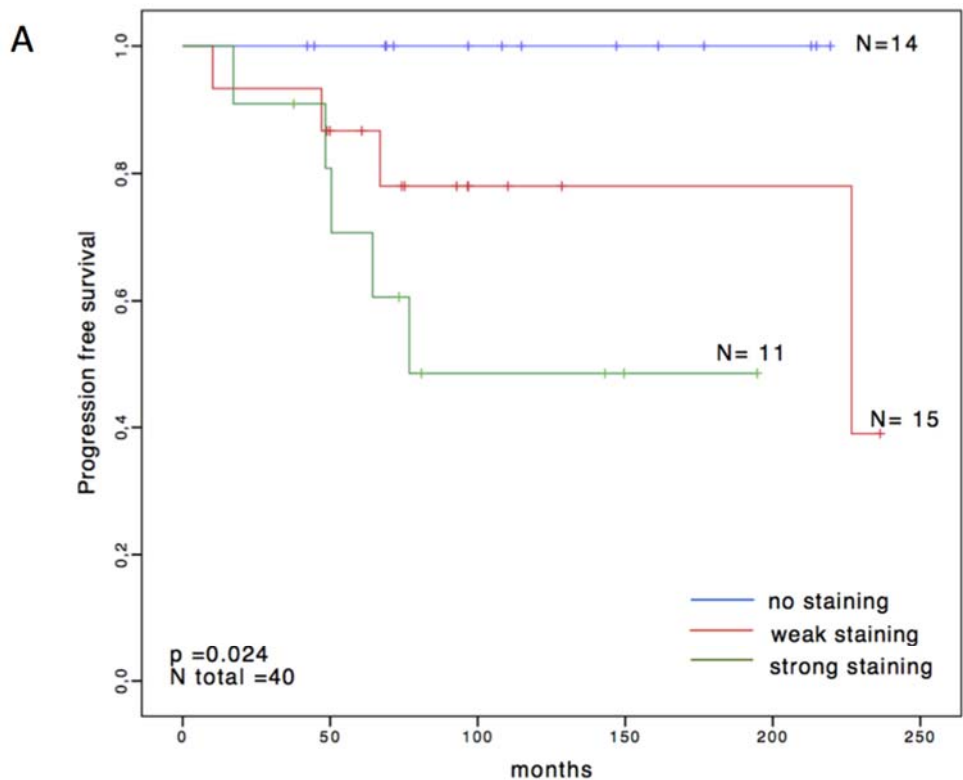 A
N=14
N= 11
N= 15
Progression free survival
1,0
0,8
0,6
0,4
0,2
0,0
no staining
weak staining
strong staining
p =0.024
N total =40
0 50 100 150 200 250
months